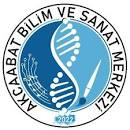 AKÇAABAT BİLİM VE SANAT MERKEZİ
2022